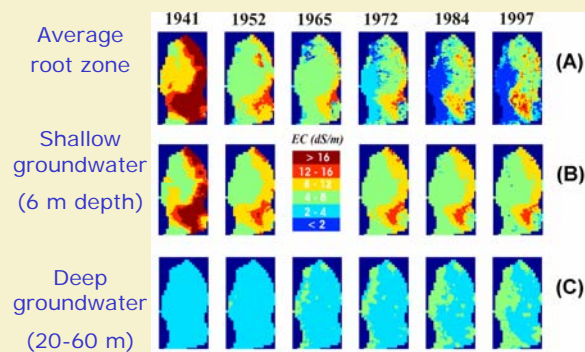 1941 1952 1965 1972 1984 1997
Average
root zone
(A)
Shallow
groundwater
(6 m depth)
EC (dS/m)
> 16
12 - 16
8 - 12
4 - 8
2 - 4
< 2
(B)
Deep
groundwater
(20-60 m)
(C)